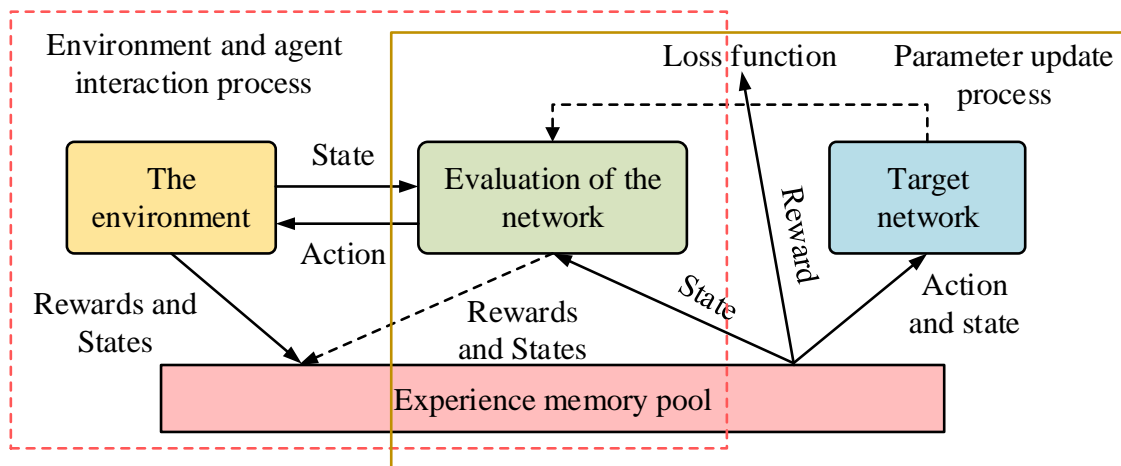 Environment and agent
interaction process
Loss function
Parameter update
process
State
The
environment
Evaluation of the
network
Target
network
Action
Reward
State
Rewards and
States
Rewards
and States
Action
and state
Experience memory pool